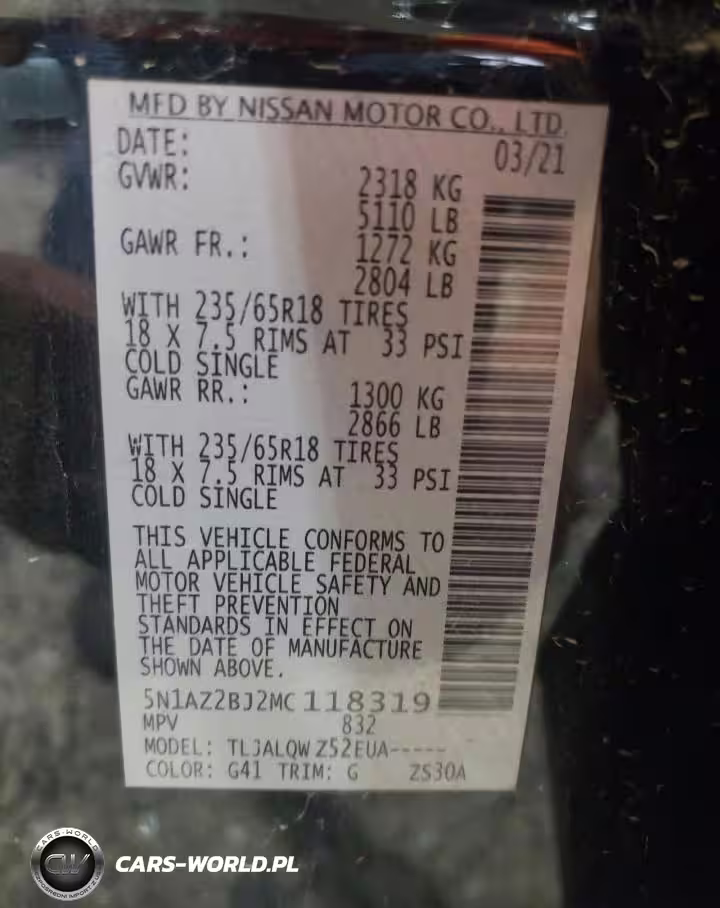 MFD BY NISSAN MOTOR CO., LTD.
DATE: 03/21
GVWR: 2318 KG
5110 LB
GAWR FR.: 1272 KG
2804 LB
WITH 235/65R18 TIRES
18 X 7.5 RIMS AT 33 PSI
COLD SINGLE
GAWR RR.: 1300 KG
2866 LB
WITH 235/65R18 TIRES
18 X 7.5 RIMS AT 33 PSI
COLD SINGLE
THIS VEHICLE CONFORMS TO
ALL APPLICABLE FEDERAL
MOTOR VEHICLE SAFETY AND
THEFT PREVENTION
STANDARDS IN EFFECT ON
THE DATE OF MANUFACTURE
SHOWN ABOVE.
5N1AZ2BJ2MC118319
MPV 832
MODEL: TLJALQW Z52EUA-----
COLOR: G41 TRIM: G ZS30A
CARS-WORLD
CW
CARS-WORLD.PL